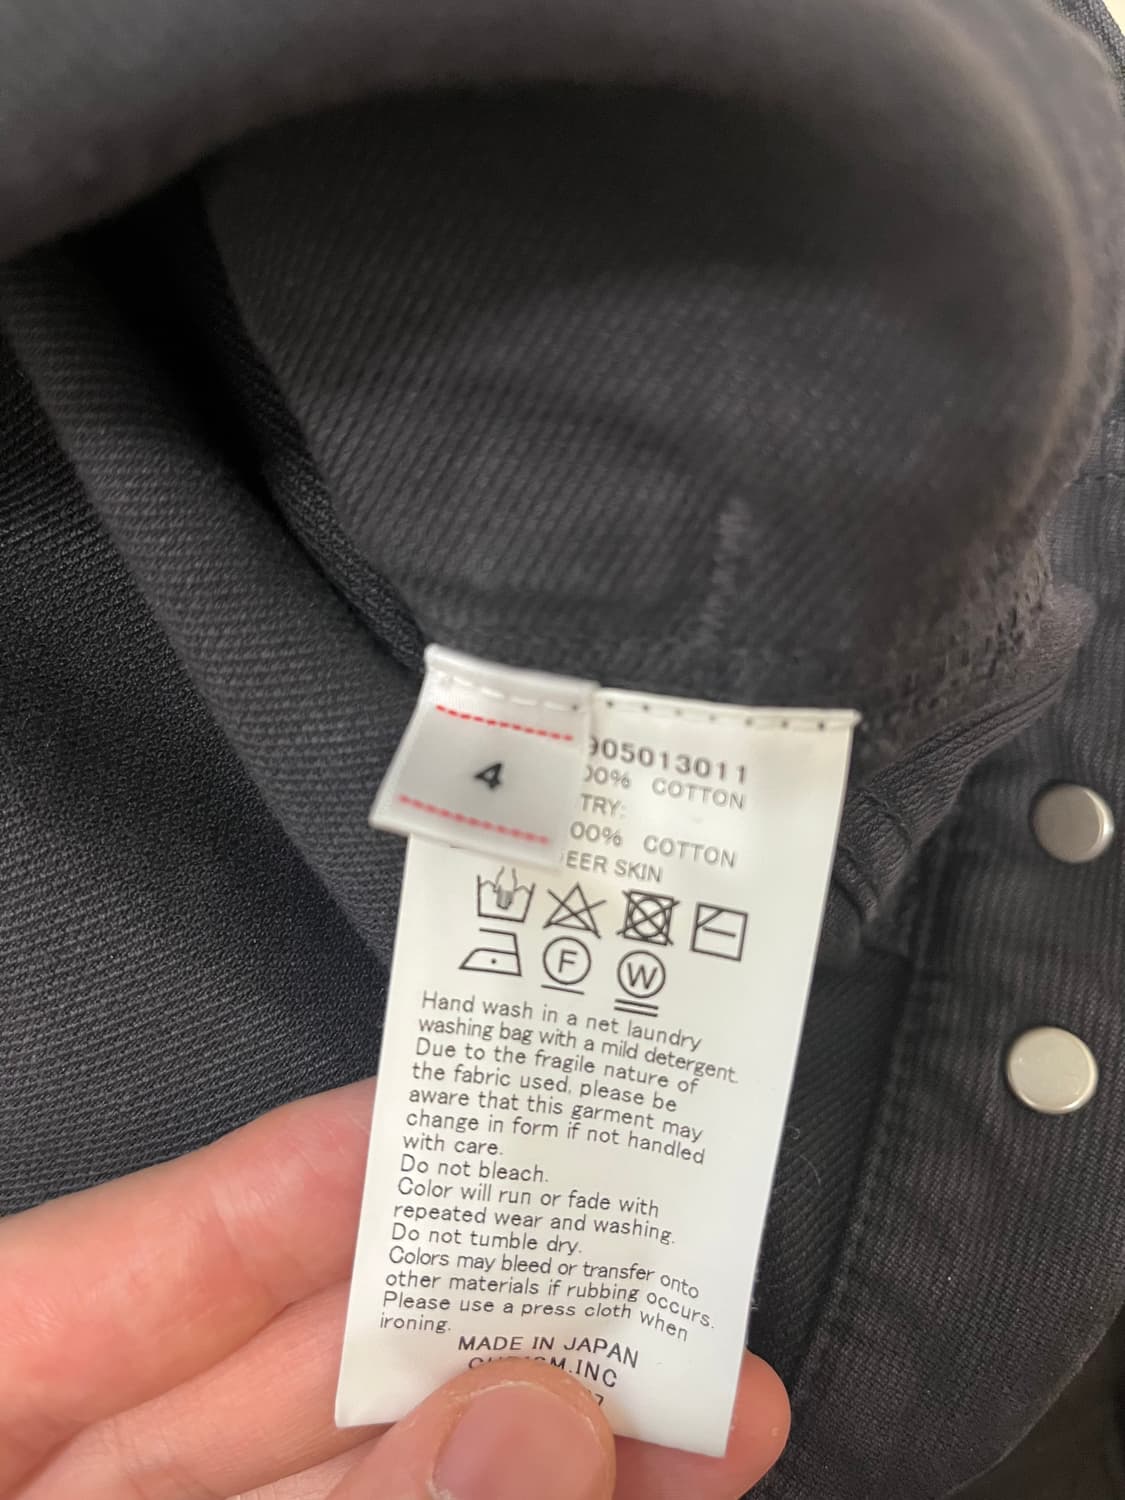 4
905013011
00% COTTON
TRY:
00% COTTON
EER SKIN
F
W
Hand wash in a net laundry
washing bag with a mild detergent.
Due to the fragile nature of
the fabric used, please be
aware that this garment may
change in form if not handled
with care.
Do not bleach.
Color will run or fade with
repeated wear and washing.
Do not tumble dry.
Colors may bleed or transfer onto
other materials if rubbing occurs.
Please use a press cloth when
ironing.
MADE IN JAPAN
M.INC
7